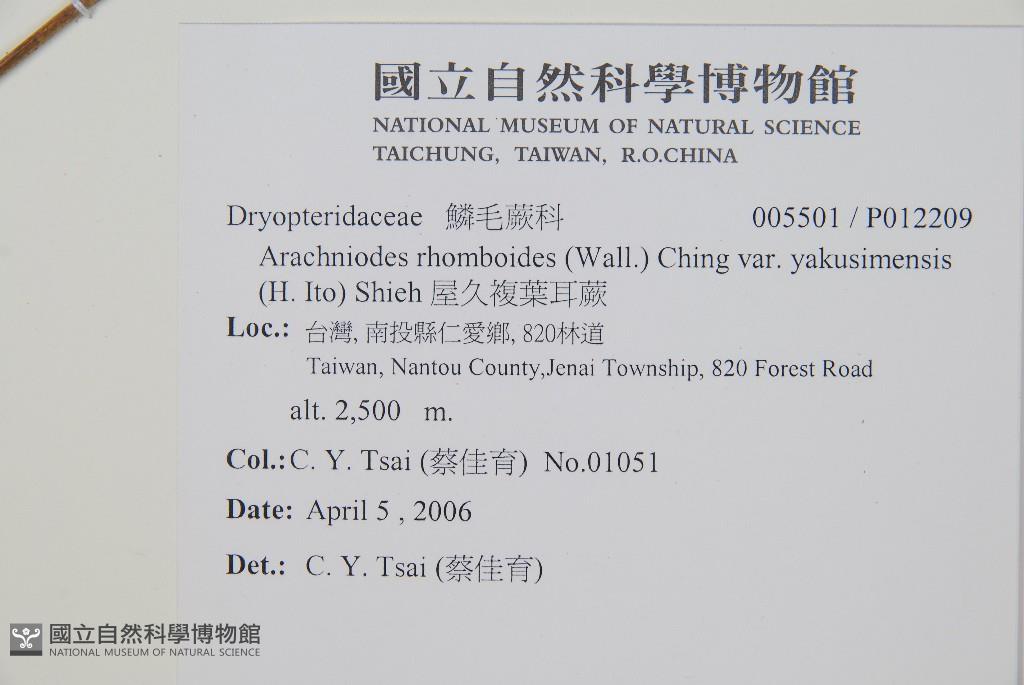 國立自然科學博物館
NATIONAL MUSEUM OF NATURAL SCIENCE
TAICHUNG, TAIWAN, R.O.CHINA
Dryopteridaceae 鱗毛蕨科 005501 / P012209
Arachniodes rhomboides (Wall.) Ching var. yakusimensis
(H. Ito) Shieh 屋久複葉耳蕨
Loc.: 台灣, 南投縣仁愛鄉, 820林道
Taiwan, Nantou County,Jenai Township, 820 Forest Road
alt. 2,500 m.
Col.: C. Y. Tsai (蔡佳育) No.01051
Date: April 5 , 2006
Det.: C. Y. Tsai (蔡佳育)
國立自然科學博物館
NATIONAL MUSEUM OF NATURAL SCIENCE